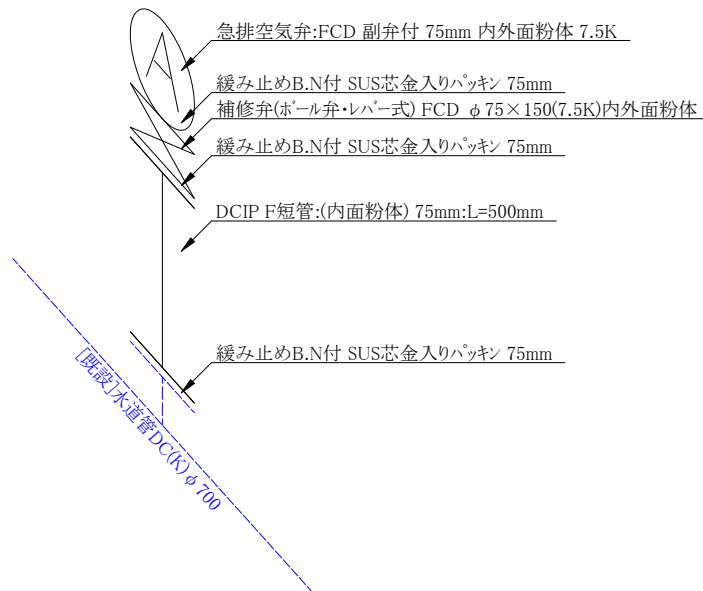 急排空気弁:FCD 副弁付 75mm 内外面粉体 7.5K
A
緩み止めB.N付 SUS芯金入りパッキン 75mm
補修弁(ボール弁・レバー式) FCD φ75×150(7.5K)内外面粉体
緩み止めB.N付 SUS芯金入りパッキン 75mm
DCIP F短管:(内面粉体) 75mm:L=500mm
緩み止めB.N付 SUS芯金入りパッキン 75mm
[既設]水道管DC(K)φ700